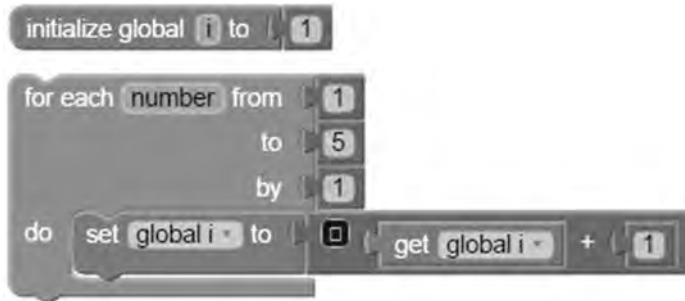 initialize global i to 1
for each number from 1
to 5
by 1
do set global i to get global i + 1